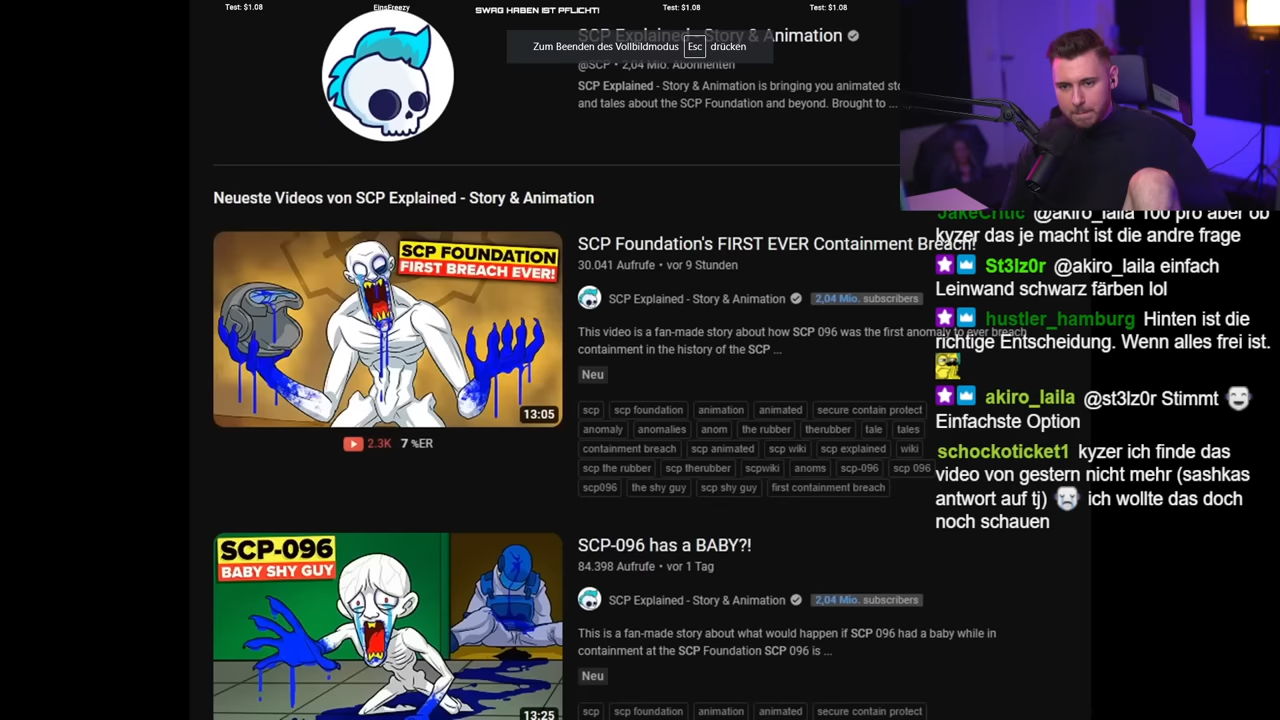 Test: $1.08
EinsFreezy
SWAG HABEN IST PFLICHT!
Test: $1.08
Test: $1.08
SCP Explained - Story & Animation
Zum Beenden des Vollbildmodus Esc drücken
@SCP • 2,04 Mio. Abonnenten
SCP Explained - Story & Animation is bringing you animated
and tales about the SCP Foundation and beyond. Brought to ...
Neueste Videos von SCP Explained - Story & Animation
SCP FOUNDATION
FIRST BREACH EVER!
13:05
2.3K 7 %ER
SCP Foundation's FIRST EVER Containment Breach!
30.041 Aufrufe • vor 9 Stunden
SCP Explained - Story & Animation 2,04 Mio. subscribers
This video is a fan-made story about how SCP 096 was the first anomaly to ever breach
containment in the history of the SCP ...
Neu
scp scp foundation animation animated secure contain protect
anomaly anomalies anom the rubber therubber tale tales
containment breach scp animated scp wiki scp explained wiki
scp the rubber scp therubber scpwiki anoms scp-096 scp 096
scp096 the shy guy scp shy guy first containment breach
SCP-096
BABY SHY GUY
13:25
SCP-096 has a BABY?!
84.398 Aufrufe • vor 1 Tag
SCP Explained - Story & Animation 2,04 Mio. subscribers
This is a fan-made story about what would happen if SCP 096 had a baby while in
containment at the SCP Foundation SCP 096 is ...
Neu
scp scp foundation animation animated secure contain protect
JakeCritic @akiro_laila 100 pro aber ob
kyzer das je macht ist die andre frage
St3lz0r @akiro_laila einfach
Leinwand schwarz färben lol
hustler_hamburg Hinten ist die
richtige Entscheidung. Wenn alles frei ist.
akiro_laila @st3lz0r Stimmt
Einfachste Option
schockoticket1 kyzer ich finde das
video von gestern nicht mehr (sashkas
antwort auf tj) ich wollte das doch
noch schauen